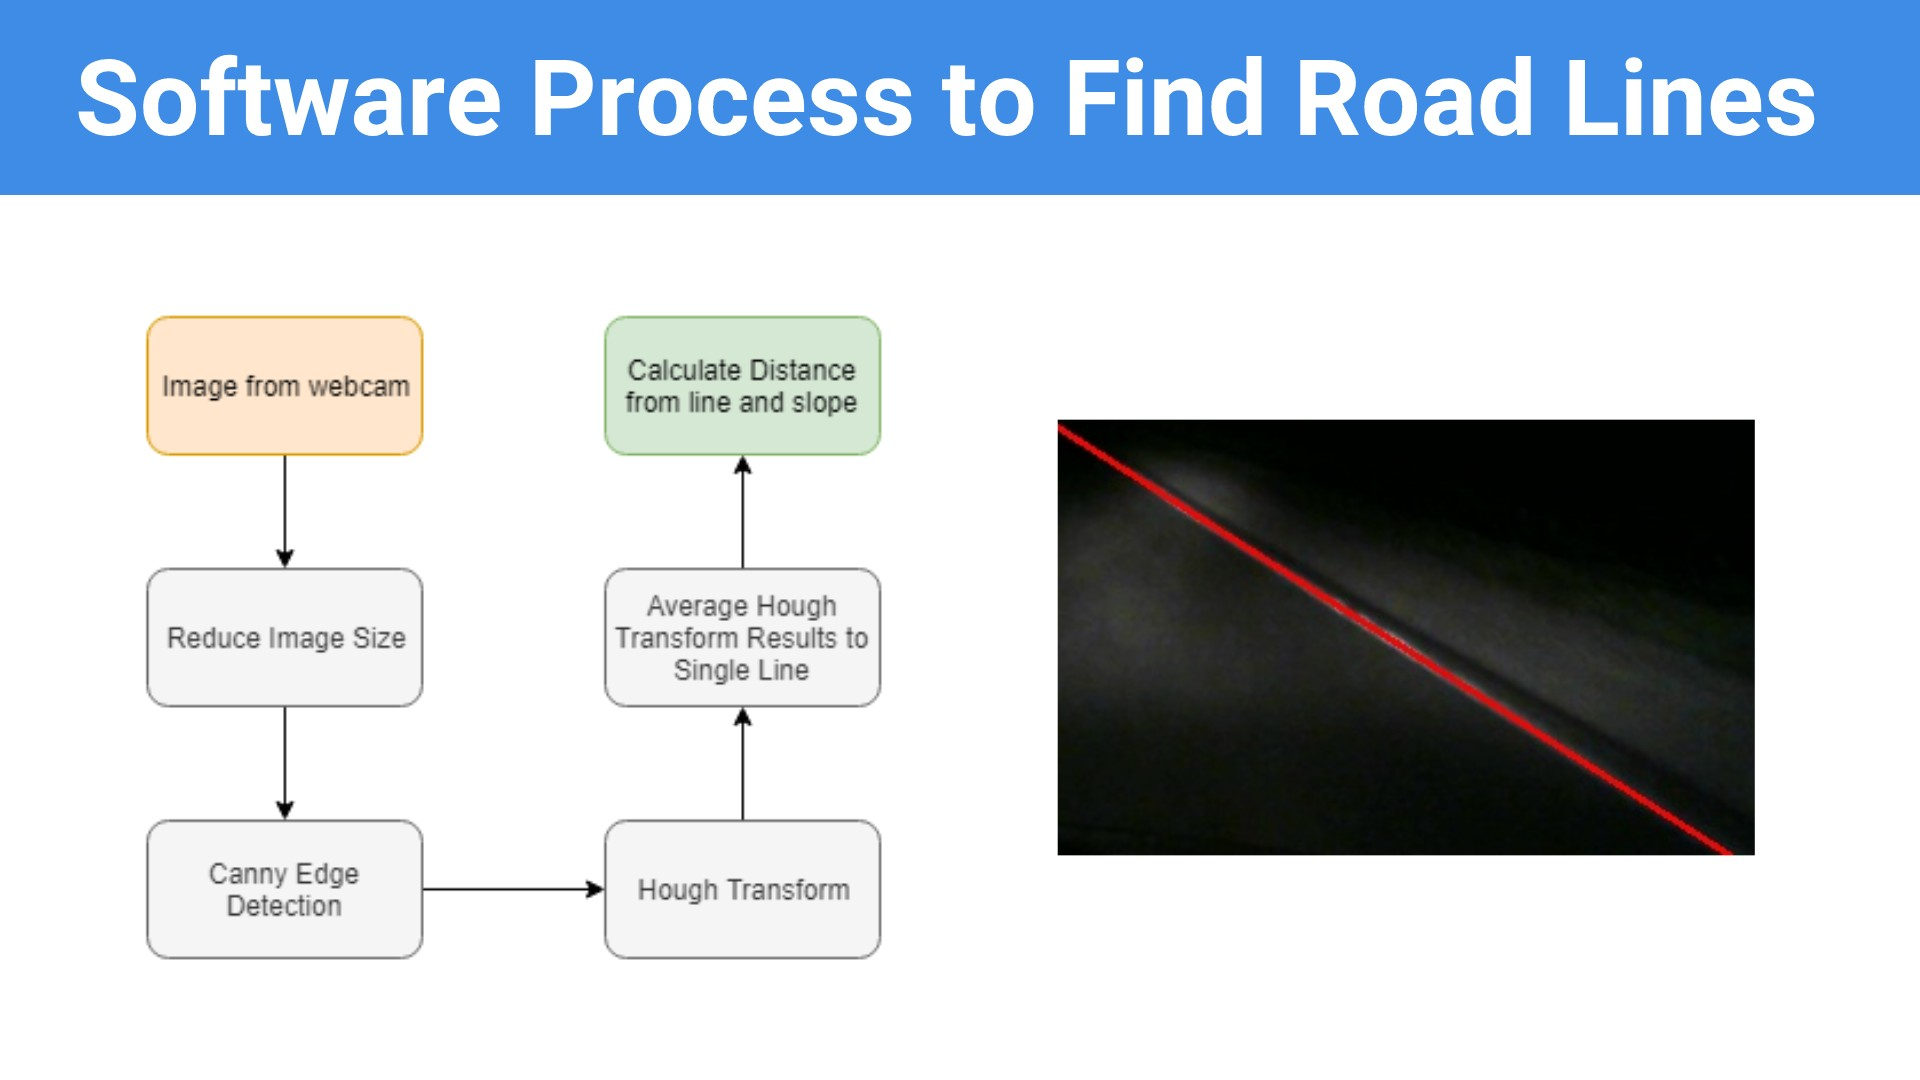 Software Process to Find Road Lines
Image from webcam
Reduce Image Size
Canny Edge
Detection
Hough Transform
Average Hough
Transform Results to
Single Line
Calculate Distance
from line and slope